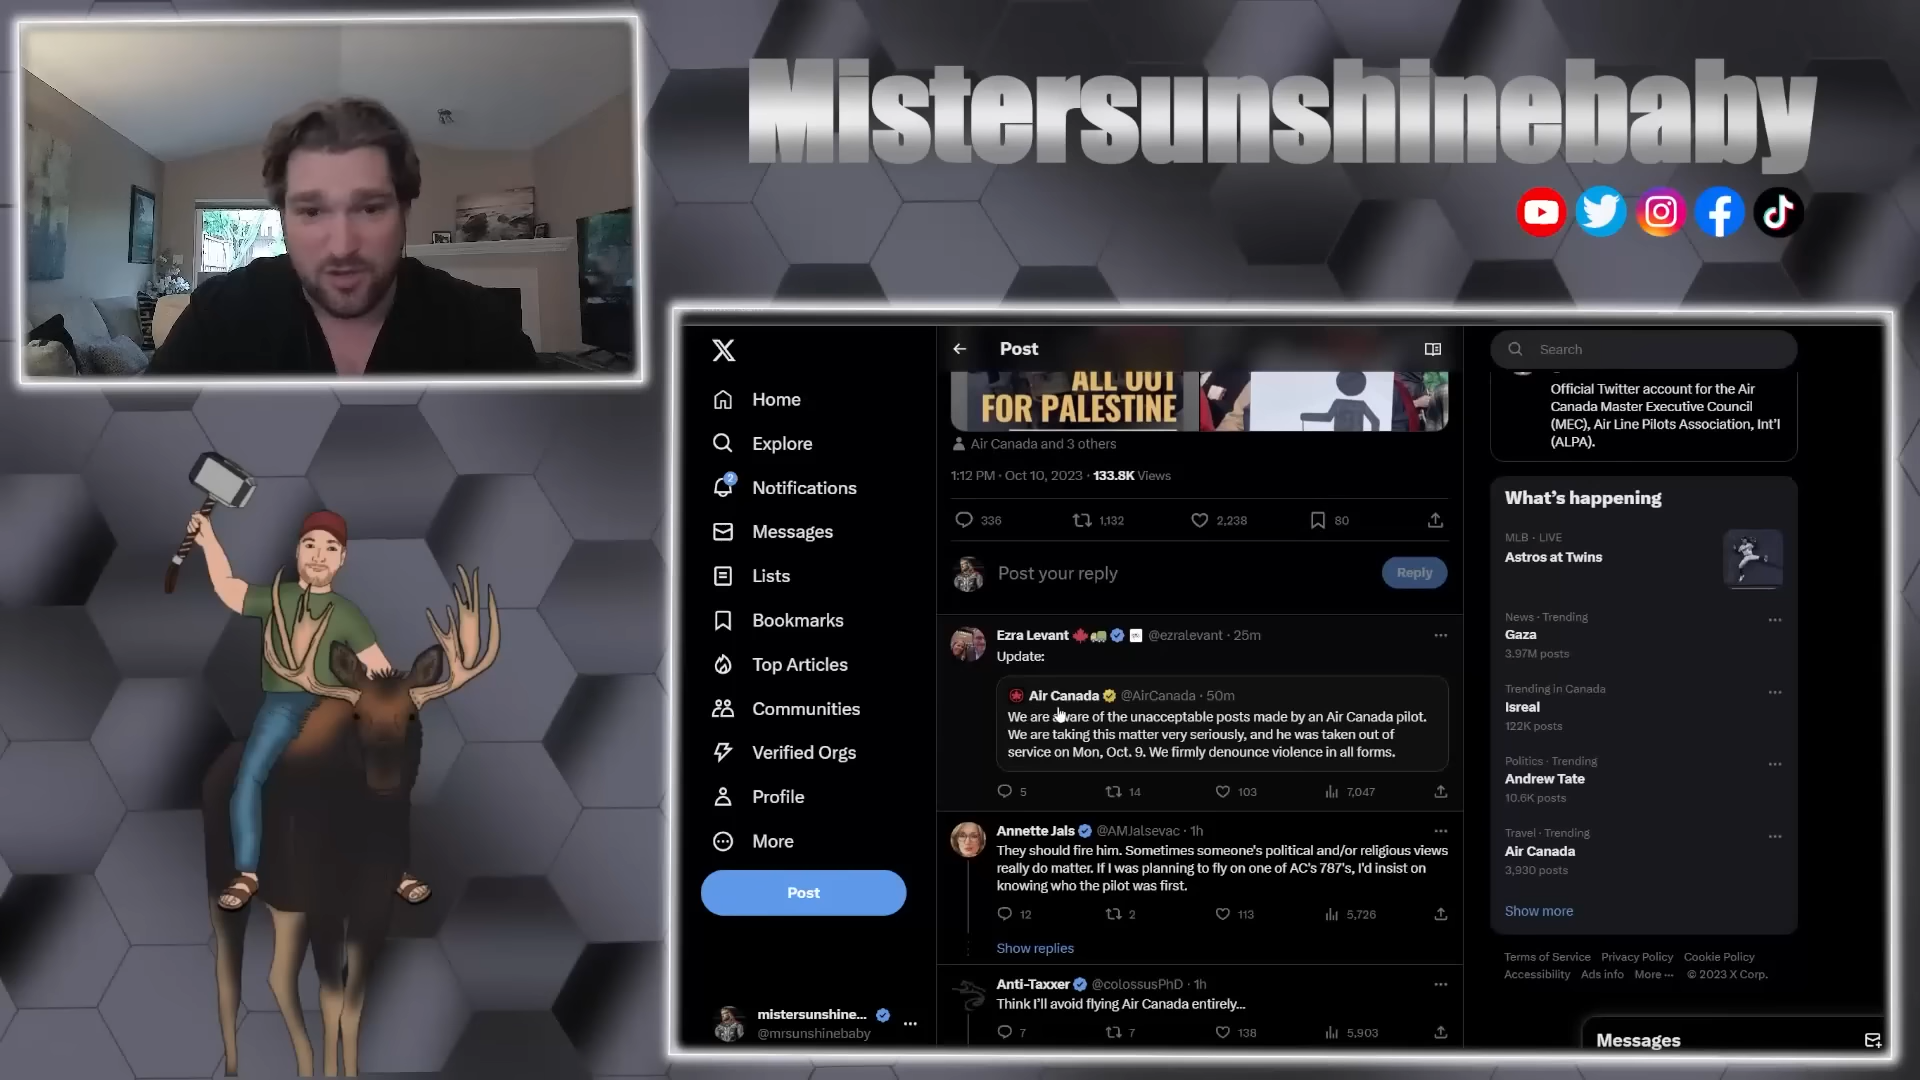 Mistersunshinebaby
Home
Explore
2
Notifications
Messages
Lists
Bookmarks
Top Articles
Communities
Verified Orgs
Profile
More
Post
mistersunshine...
@mrsunshinebaby
Post
ALL OUT
FOR PALESTINE
Air Canada and 3 others
1:12 PM · Oct 10, 2023 · 133.8K Views
336
1,132
2,238
80
Post your reply
Reply
Ezra Levant @ezralevant · 25m
Update:
Air Canada @AirCanada · 50m
We are aware of the unacceptable posts made by an Air Canada pilot.
We are taking this matter very seriously, and he was taken out of
service on Mon, Oct. 9. We firmly denounce violence in all forms.
5
14
103
7,047
Annette Jals @AMJalsevac · 1h
They should fire him. Sometimes someone's political and/or religious views
really do matter. If I was planning to fly on one of AC's 787's, I'd insist on
knowing who the pilot was first.
12
2
113
5,726
Show replies
Anti-Taxxer @colossusPhD · 1h
Think I'll avoid flying Air Canada entirely...
7
7
138
5,903
Search
Official Twitter account for the Air
Canada Master Executive Council
(MEC), Air Line Pilots Association, Int'l
(ALPA).
What's happening
MLB · LIVE
Astros at Twins
News · Trending
Gaza
3.97M posts
Trending in Canada
Isreal
122K posts
Politics · Trending
Andrew Tate
10.6K posts
Travel · Trending
Air Canada
3,930 posts
Show more
Terms of Service Privacy Policy Cookie Policy
Accessibility Ads info More ... © 2023 X Corp.
Messages